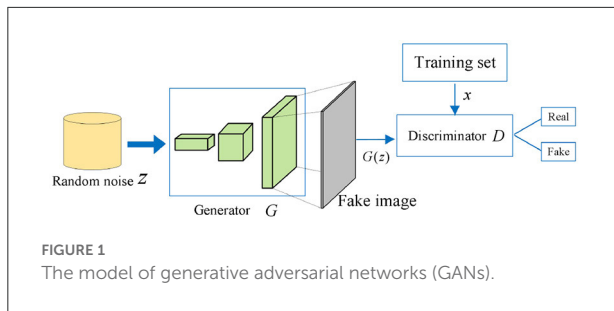 Training set
x
Real
Discriminator D
G(z)
Fake
Random noise z
Generator G
Fake image
FIGURE 1
The model of generative adversarial networks (GANs).